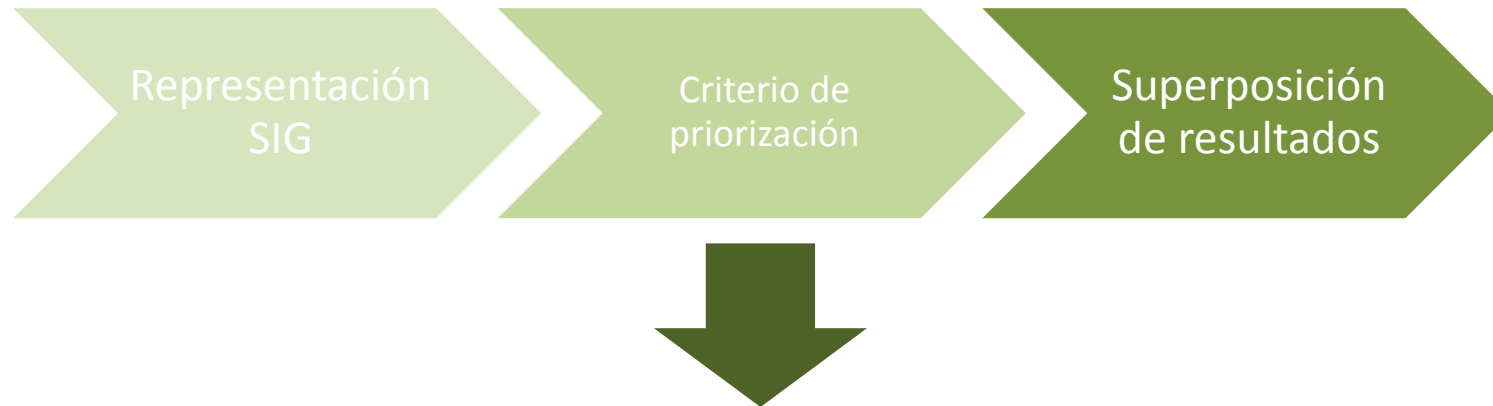 Representación
SIG
Criterio de
priorización
Superposición
de resultados